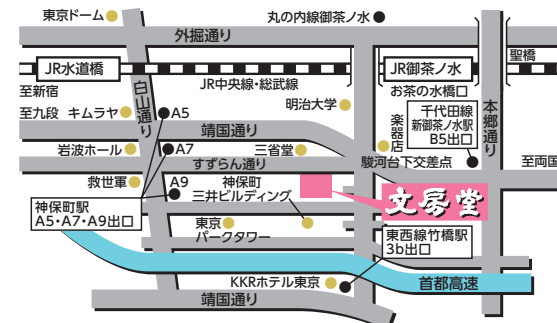 東京ドーム
丸の内線御茶ノ水
外掘通り
聖橋
JR水道橋
JR御茶ノ水
至新宿
白山通り
JR中央線・総武線
お茶の水橋口
本郷通り
明治大学
千代田線
新御茶ノ水駅
B5出口
至九段
キムラヤ
A5
靖国通り
楽器店
岩波ホール
A7
三省堂
すずらん通り
駿河台下交差点
至両国
救世軍
A9
神保町
三井ビルディング
文房堂
神保町駅
A5・A7・A9出口
東京
パークタワー
東西線竹橋駅
3b出口
KKRホテル東京
首都高速
靖国通り